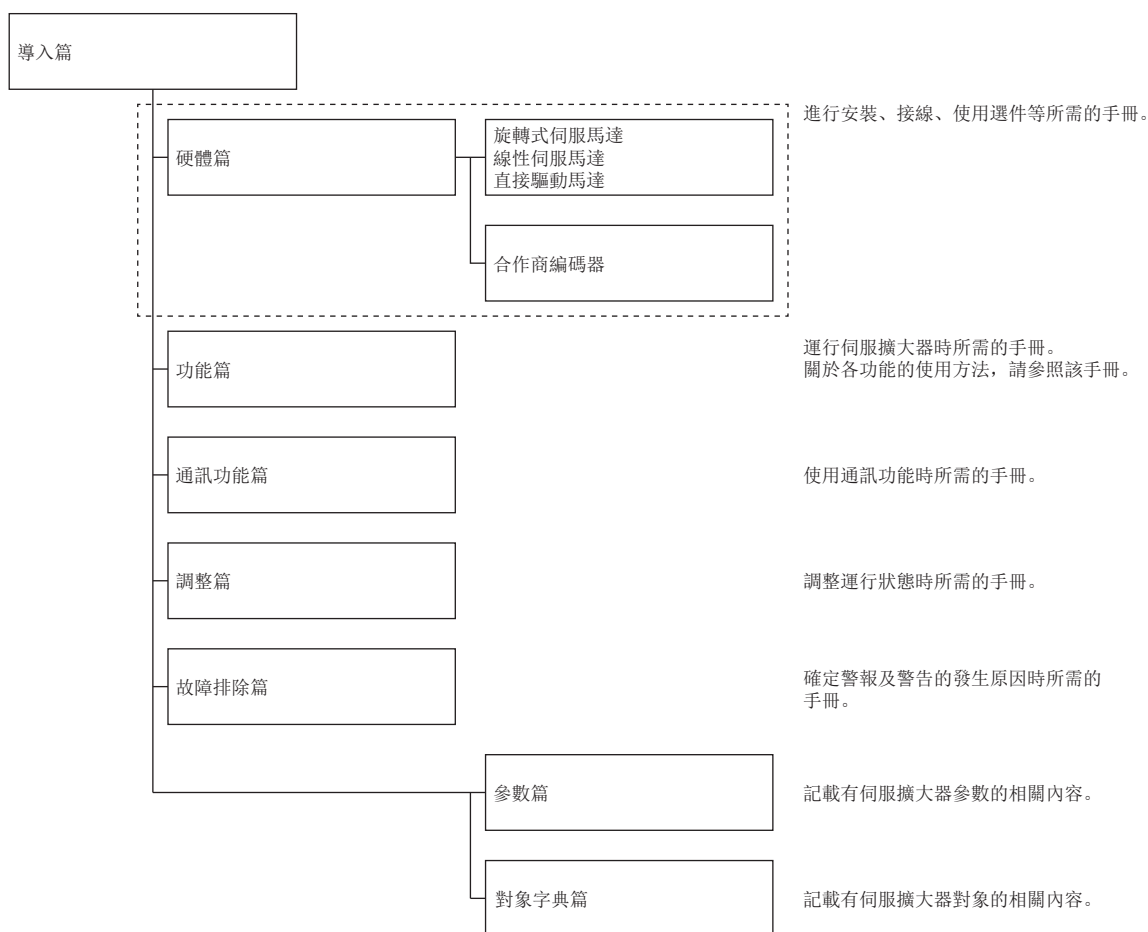 導入篇
進行安裝、接線、使用選件等所需的手冊。
硬體篇
旋轉式伺服馬達
線性伺服馬達
直接驅動馬達
合作商編碼器
功能篇
運行伺服擴大器時所需的手冊。
關於各功能的使用方法，請參照該手冊。
通訊功能篇
使用通訊功能時所需的手冊。
調整篇
調整運行狀態時所需的手冊。
故障排除篇
確定警報及警告的發生原因時所需的
手冊。
參數篇
記載有伺服擴大器參數的相關內容。
對象字典篇
記載有伺服擴大器對象的相關內容。